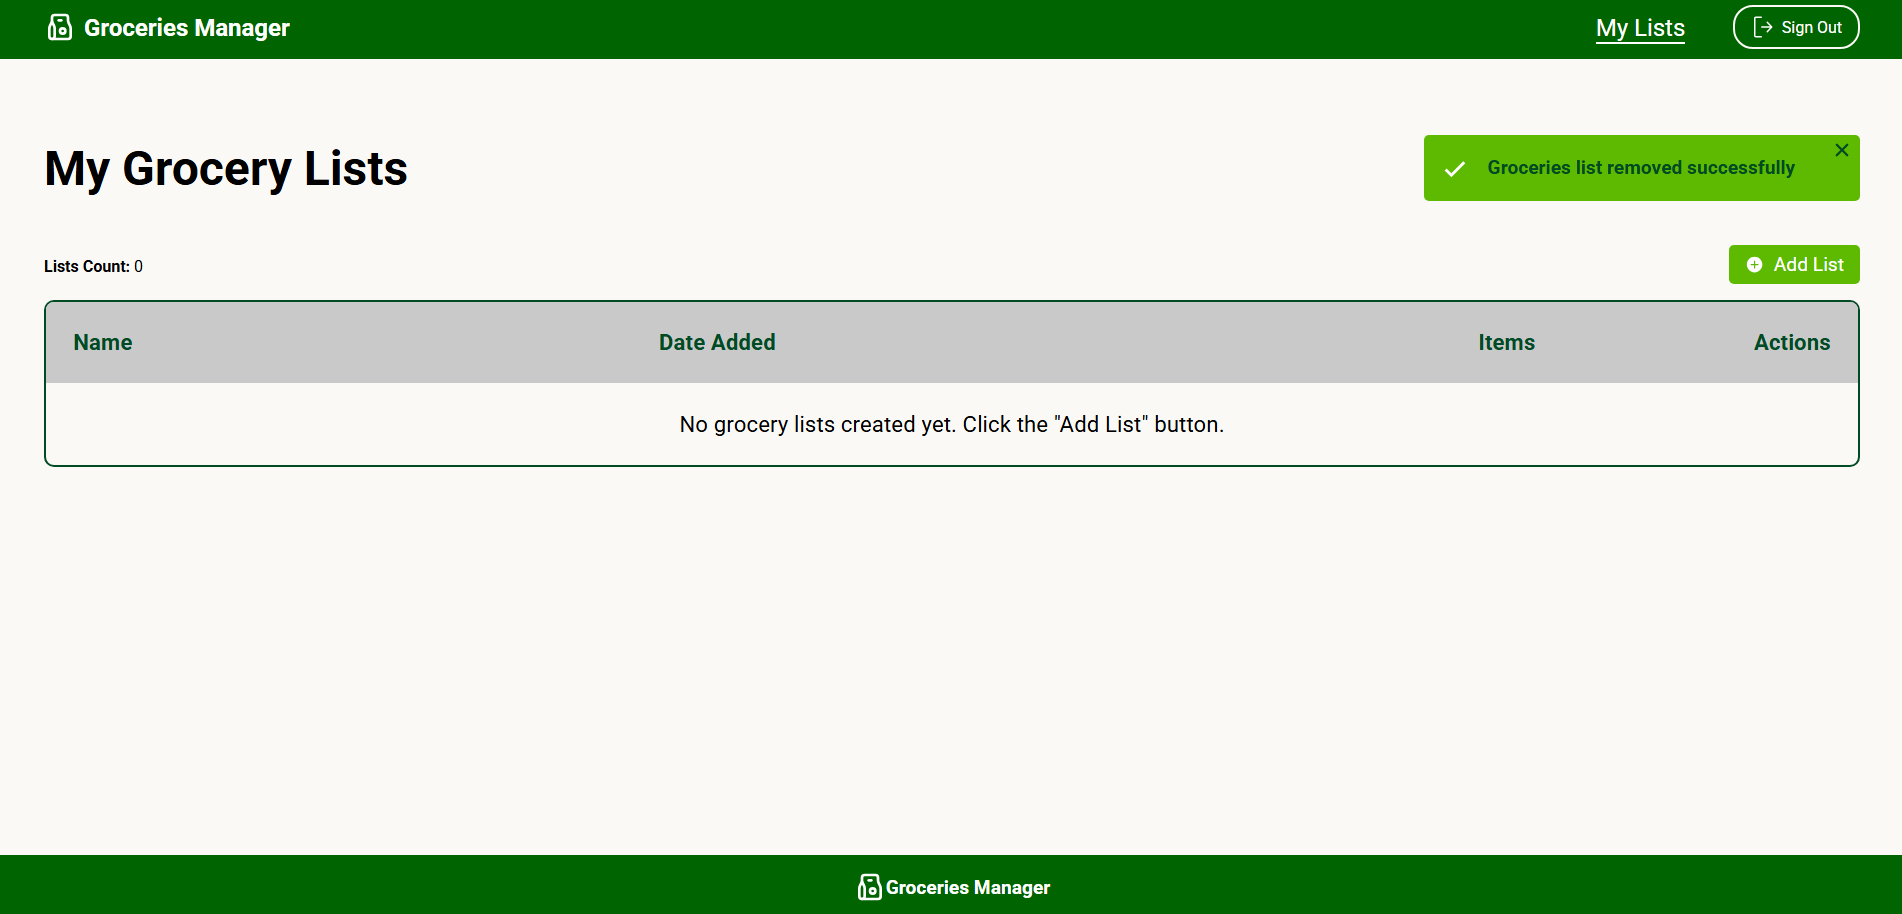 Groceries Manager
My Lists
Sign Out
My Grocery Lists
Groceries list removed successfully
Lists Count: 0
Add List
Name Date Added Items Actions
No grocery lists created yet. Click the "Add List" button.
Groceries Manager